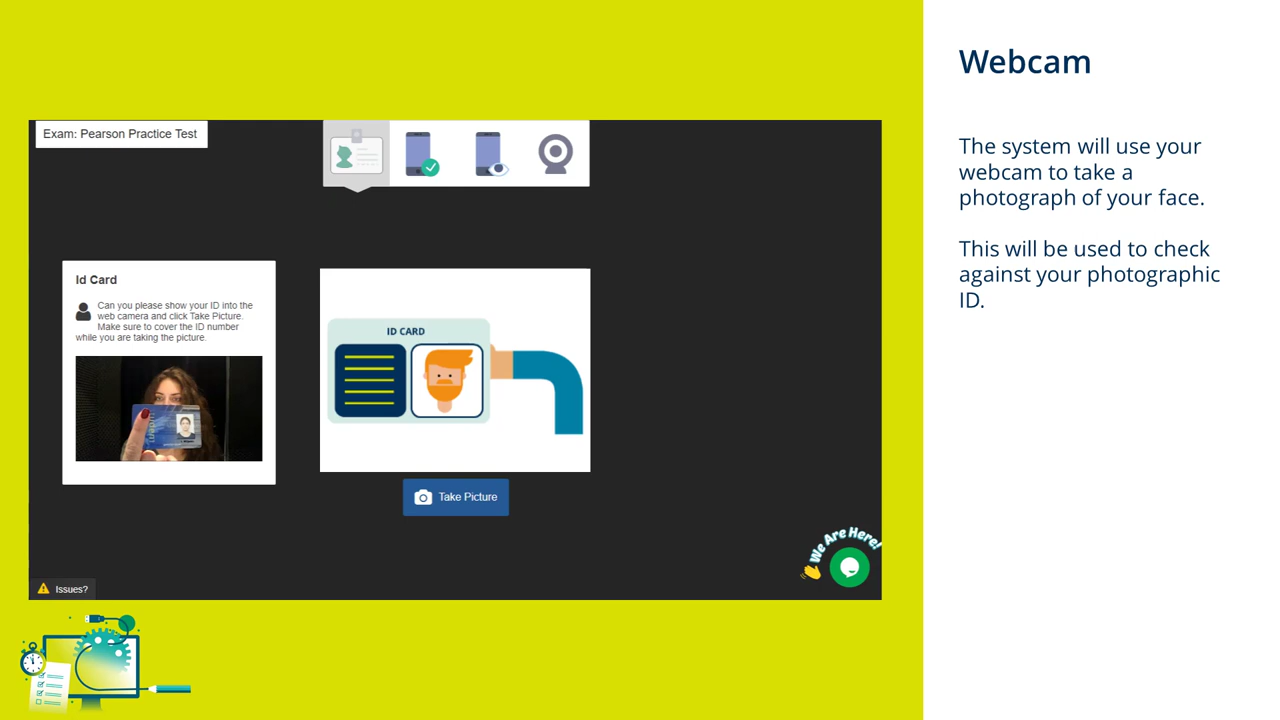 Webcam
The system will use your
webcam to take a
photograph of your face.
This will be used to check
against your photographic
ID.
Exam: Pearson Practice Test
Id Card
Can you please show your ID into the
web camera and click Take Picture.
Make sure to cover the ID number
while you are taking the picture.
ID CARD
Take Picture
We Are Here!
Issues?